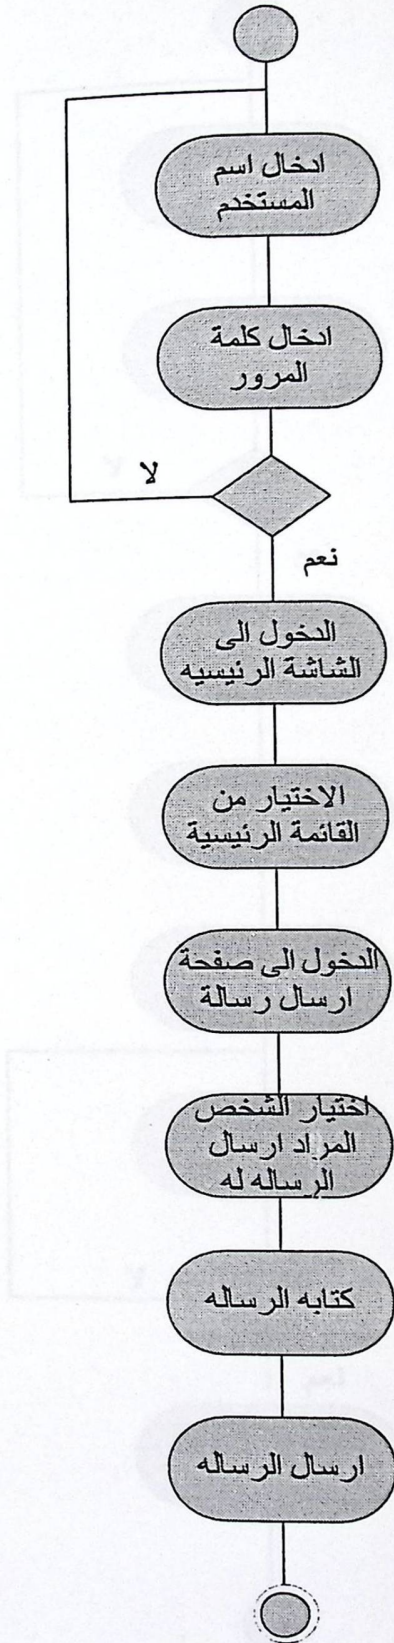 ادخال اسم
المستخدم
ادخال كلمة
المرور
لا
نعم
الدخول الى
الشاشة الرئيسيه
الاختيار من
القائمة الرئيسية
الدخول الى صفحة
ارسال رسالة
اختيار الشخص
المراد ارسال
الرساله له
كتابه الرساله
ارسال الرساله